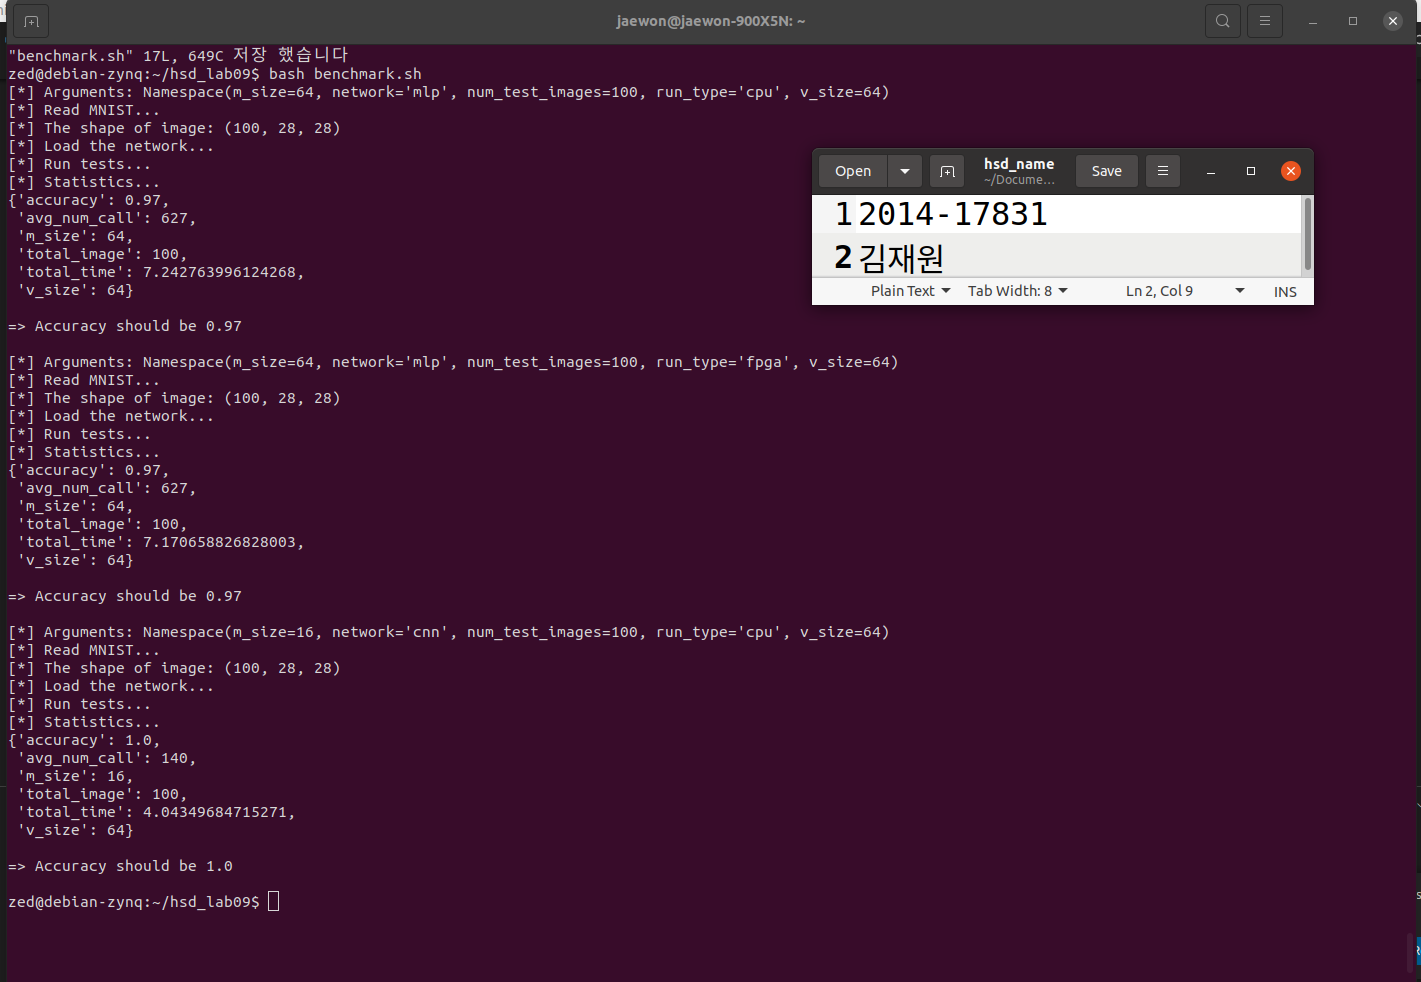 jaewon@jaewon-900X5N: ~
"benchmark.sh" 17L, 649C 저장 했습니다
zed@debian-zynq:~/hsd_lab09$ bash benchmark.sh
[*] Arguments: Namespace(m_size=64, network='mlp', num_test_images=100, run_type='cpu', v_size=64)
[*] Read MNIST...
[*] The shape of image: (100, 28, 28)
[*] Load the network...
[*] Run tests...
[*] Statistics...
{'accuracy': 0.97,
 'avg_num_call': 627,
 'm_size': 64,
 'total_image': 100,
 'total_time': 7.242763996124268,
 'v_size': 64}
=> Accuracy should be 0.97
[*] Arguments: Namespace(m_size=64, network='mlp', num_test_images=100, run_type='fpga', v_size=64)
[*] Read MNIST...
[*] The shape of image: (100, 28, 28)
[*] Load the network...
[*] Run tests...
[*] Statistics...
{'accuracy': 0.97,
 'avg_num_call': 627,
 'm_size': 64,
 'total_image': 100,
 'total_time': 7.170658826828003,
 'v_size': 64}
=> Accuracy should be 0.97
[*] Arguments: Namespace(m_size=16, network='cnn', num_test_images=100, run_type='cpu', v_size=64)
[*] Read MNIST...
[*] The shape of image: (100, 28, 28)
[*] Load the network...
[*] Run tests...
[*] Statistics...
{'accuracy': 1.0,
 'avg_num_call': 140,
 'm_size': 16,
 'total_image': 100,
 'total_time': 4.04349684715271,
 'v_size': 64}
=> Accuracy should be 1.0
zed@debian-zynq:~/hsd_lab09$
Open hsd_name Save
~/Docume...
1 2014-17831
2 김재원
Plain Text Tab Width: 8 Ln 2, Col 9 INS